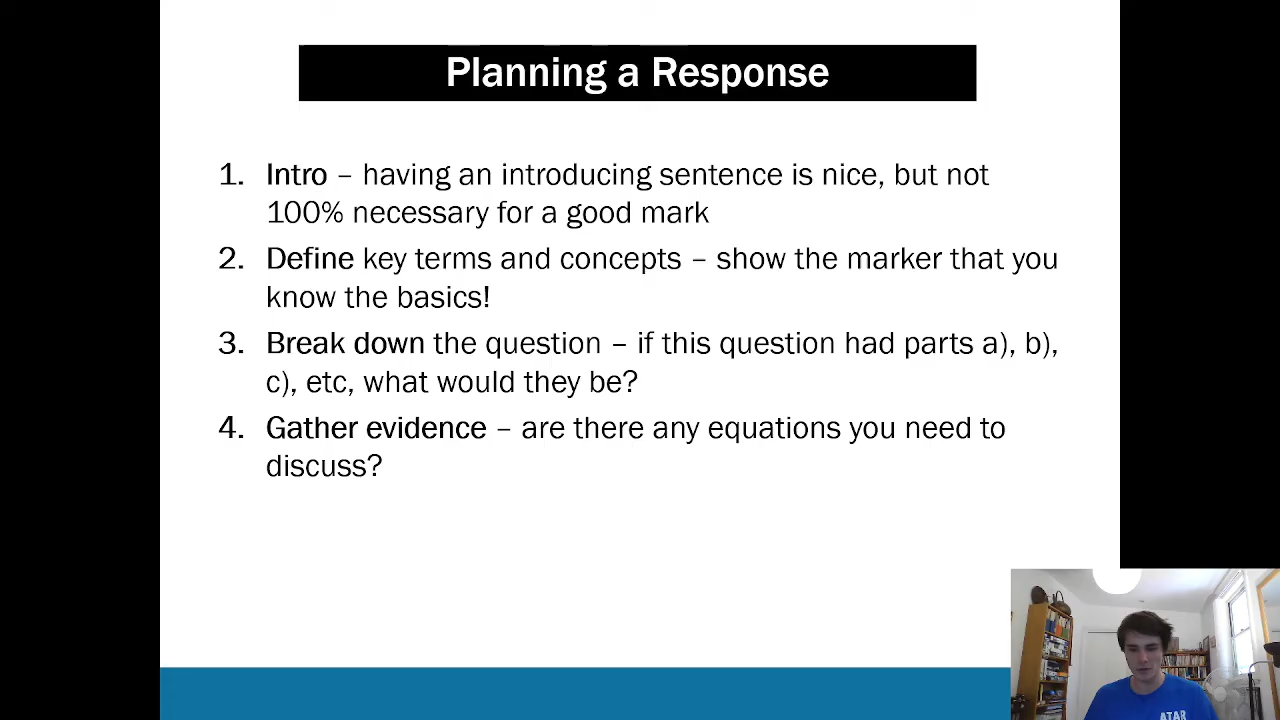 Planning a Response
1. Intro – having an introducing sentence is nice, but not
100% necessary for a good mark
2. Define key terms and concepts – show the marker that you
know the basics!
3. Break down the question – if this question had parts a), b),
c), etc, what would they be?
4. Gather evidence – are there any equations you need to
discuss?
ATAR